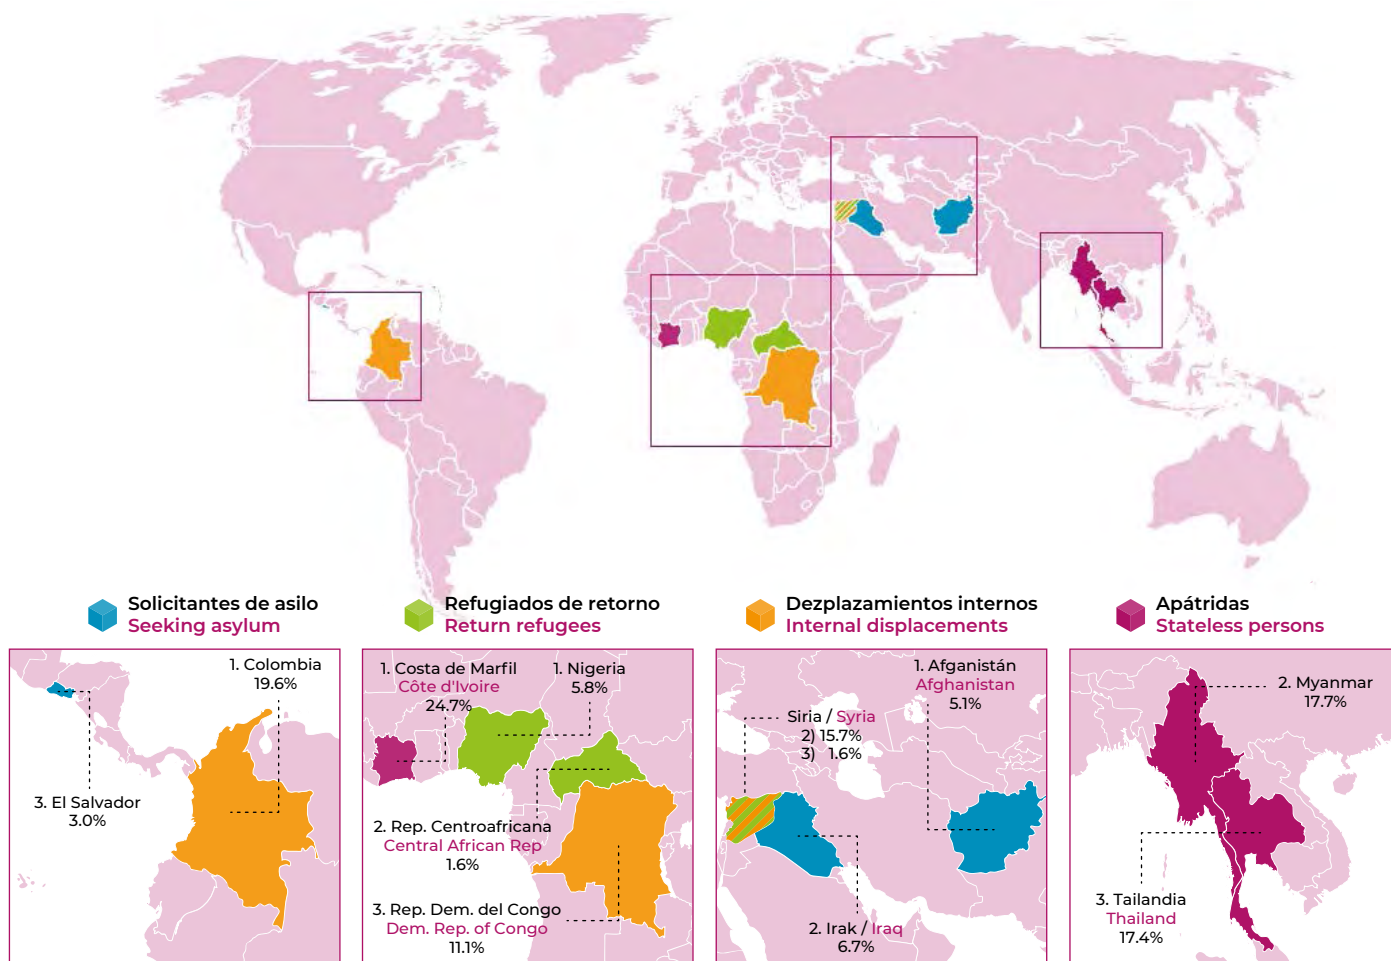 Solicitantes de asilo
Seeking asylum
Refugiados de retorno
Return refugees
Dezplazamientos internos
Internal displacements
Apátridas
Stateless persons
1. Colombia
19.6%
3. El Salvador
3.0%
1. Costa de Marfil
Côte d'Ivoire
24.7%
1. Nigeria
5.8%
2. Rep. Centroafricana
Central African Rep
1.6%
3. Rep. Dem. del Congo
Dem. Rep. of Congo
11.1%
1. Afganistán
Afghanistan
5.1%
Siria / Syria
2) 15.7%
3) 1.6%
2. Irak / Iraq
6.7%
2. Myanmar
17.7%
3. Tailandia
Thailand
17.4%